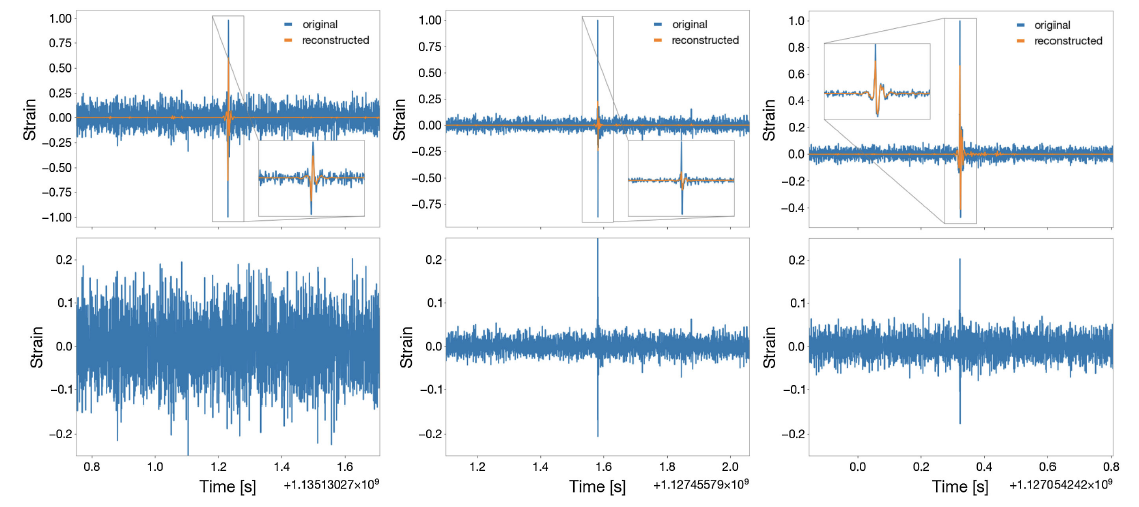 1.00
0.75
0.50
0.25
0.00
−0.25
−0.50
−0.75
−1.00
Strain
original
reconstructed
1.00
0.75
0.50
0.25
0.00
−0.25
−0.50
−0.75
Strain
original
reconstructed
1.0
0.8
0.6
0.4
0.2
0.0
−0.2
−0.4
Strain
original
reconstructed
0.2
0.1
0.0
−0.1
−0.2
Strain
0.8 1.0 1.2 1.4 1.6
Time [s] +1.13513027×10⁹
0.2
0.1
0.0
−0.1
−0.2
Strain
1.2 1.4 1.6 1.8 2.0
Time [s] +1.12745579×10⁹
0.2
0.1
0.0
−0.1
−0.2
Strain
0.0 0.2 0.4 0.6 0.8
Time [s] +1.127054242×10⁹